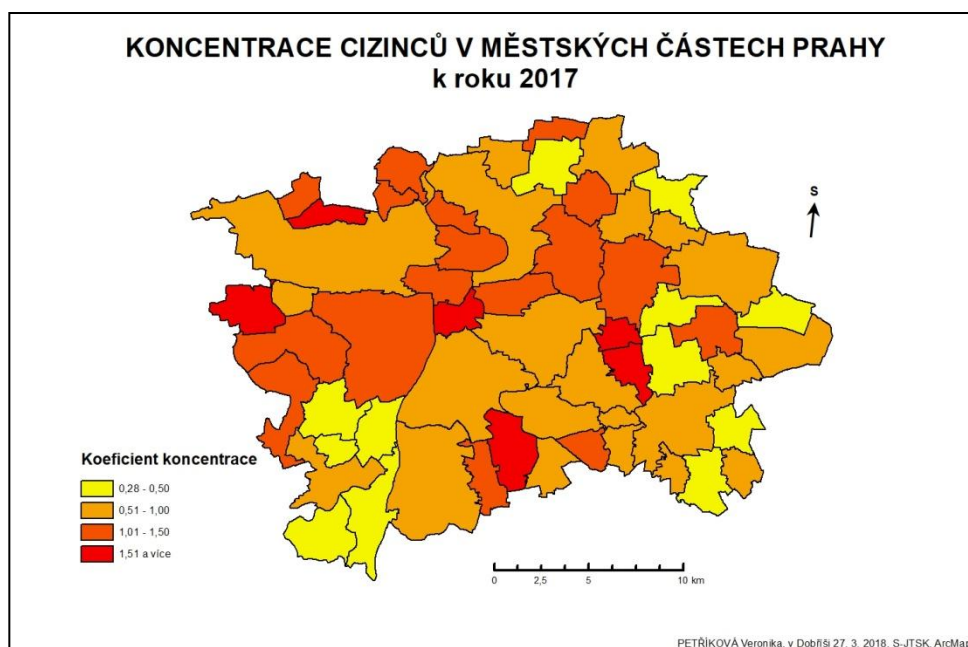 KONCENTRACE CIZINCŮ V MĚSTSKÝCH ČÁSTECH PRAHY
k roku 2017
S
Koeficient koncentrace
0,28 - 0,50
0,51 - 1,00
1,01 - 1,50
1,51 a více
0 2,5 5 10 km
PETŘÍKOVÁ Veronika, v Dobříši 27. 3. 2018, S-JTSK, ArcMap